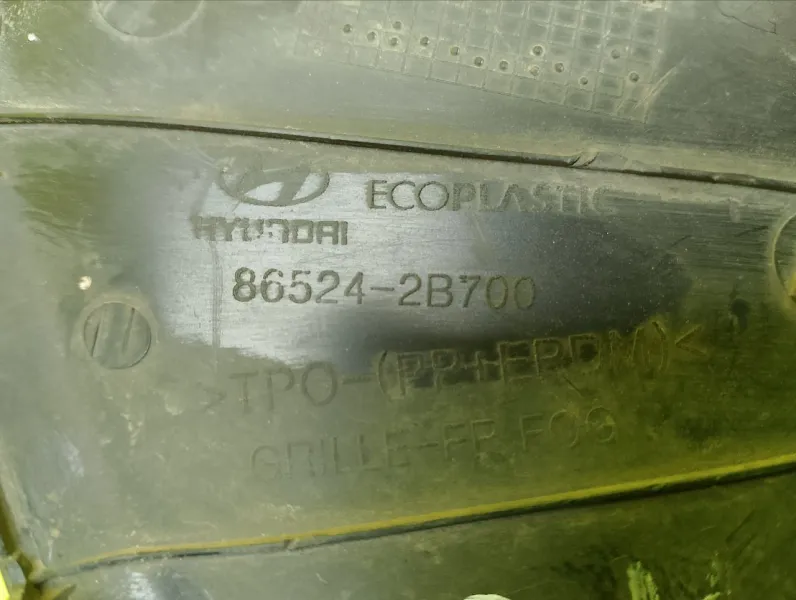 ECOPLASTIC
HYUNDAI
86524-2B700
>TPO-(PP+EPDM)<
GRILLE-FR FOG